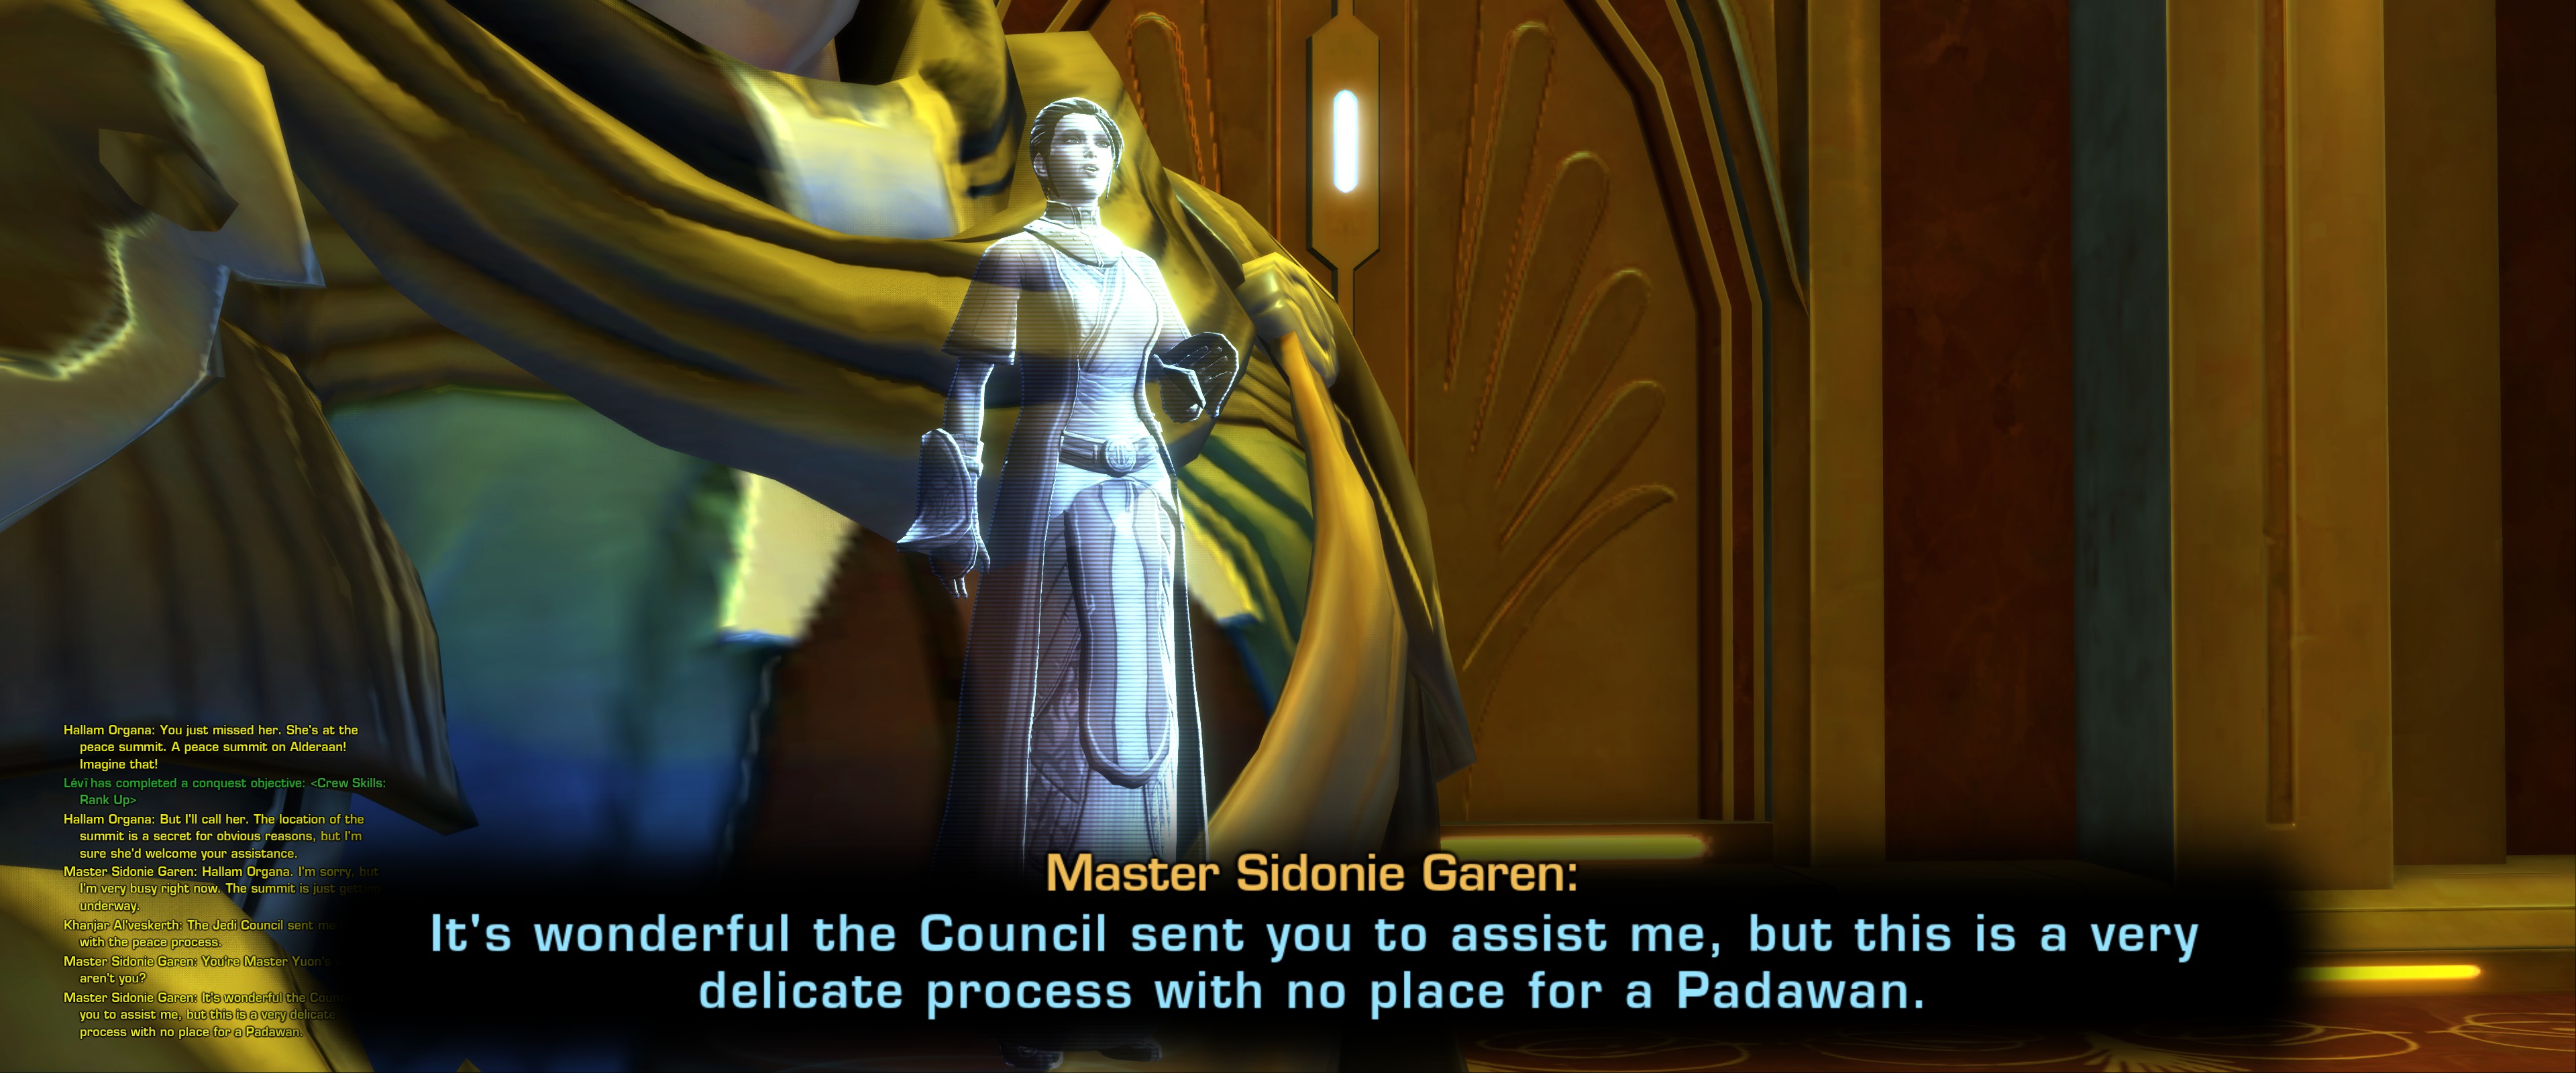 Hallam Organa: You just missed her. She's at the
peace summit. A peace summit on Alderaan!
Imagine that!
Lévî has completed a conquest objective: <Crew Skills:
Rank Up>
Hallam Organa: But I'll call her. The location of the
summit is a secret for obvious reasons, but I'm
sure she'd welcome your assistance.
Master Sidonie Garen: Hallam Organa. I'm sorry, but
I'm very busy right now. The summit is just getting
underway.
Khanjar Al'veskerth: The Jedi Council sent me
with the peace process.
Master Sidonie Garen: You're Master Yuon's
aren't you?
Master Sidonie Garen: It's wonderful the
you to assist me, but this is a very delicate
process with no place for a Padawan.
Master Sidonie Garen:
It's wonderful the Council sent you to assist me, but this is a very
delicate process with no place for a Padawan.